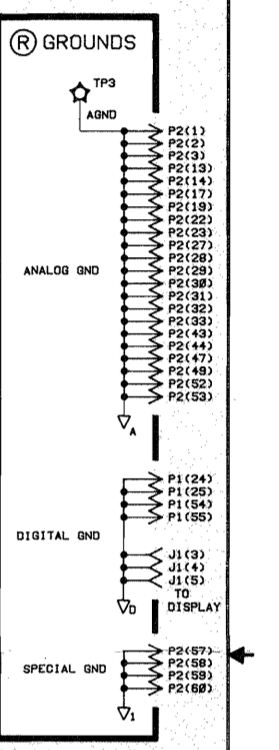 R GROUNDS
TP3
AGND
P2(1)
P2(2)
P2(3)
P2(13)
P2(14)
P2(17)
P2(19)
P2(22)
P2(23)
P2(27)
P2(28)
ANALOG GND
P2(29)
P2(30)
P2(31)
P2(32)
P2(33)
P2(43)
P2(44)
P2(47)
P2(49)
P2(52)
P2(53)
A
P1(24)
P1(25)
P1(54)
P1(55)
DIGITAL GND
J1(3)
J1(4)
J1(5)
TO
DISPLAY
D
P2(57)
P2(58)
SPECIAL GND
P2(59)
P2(60)
1